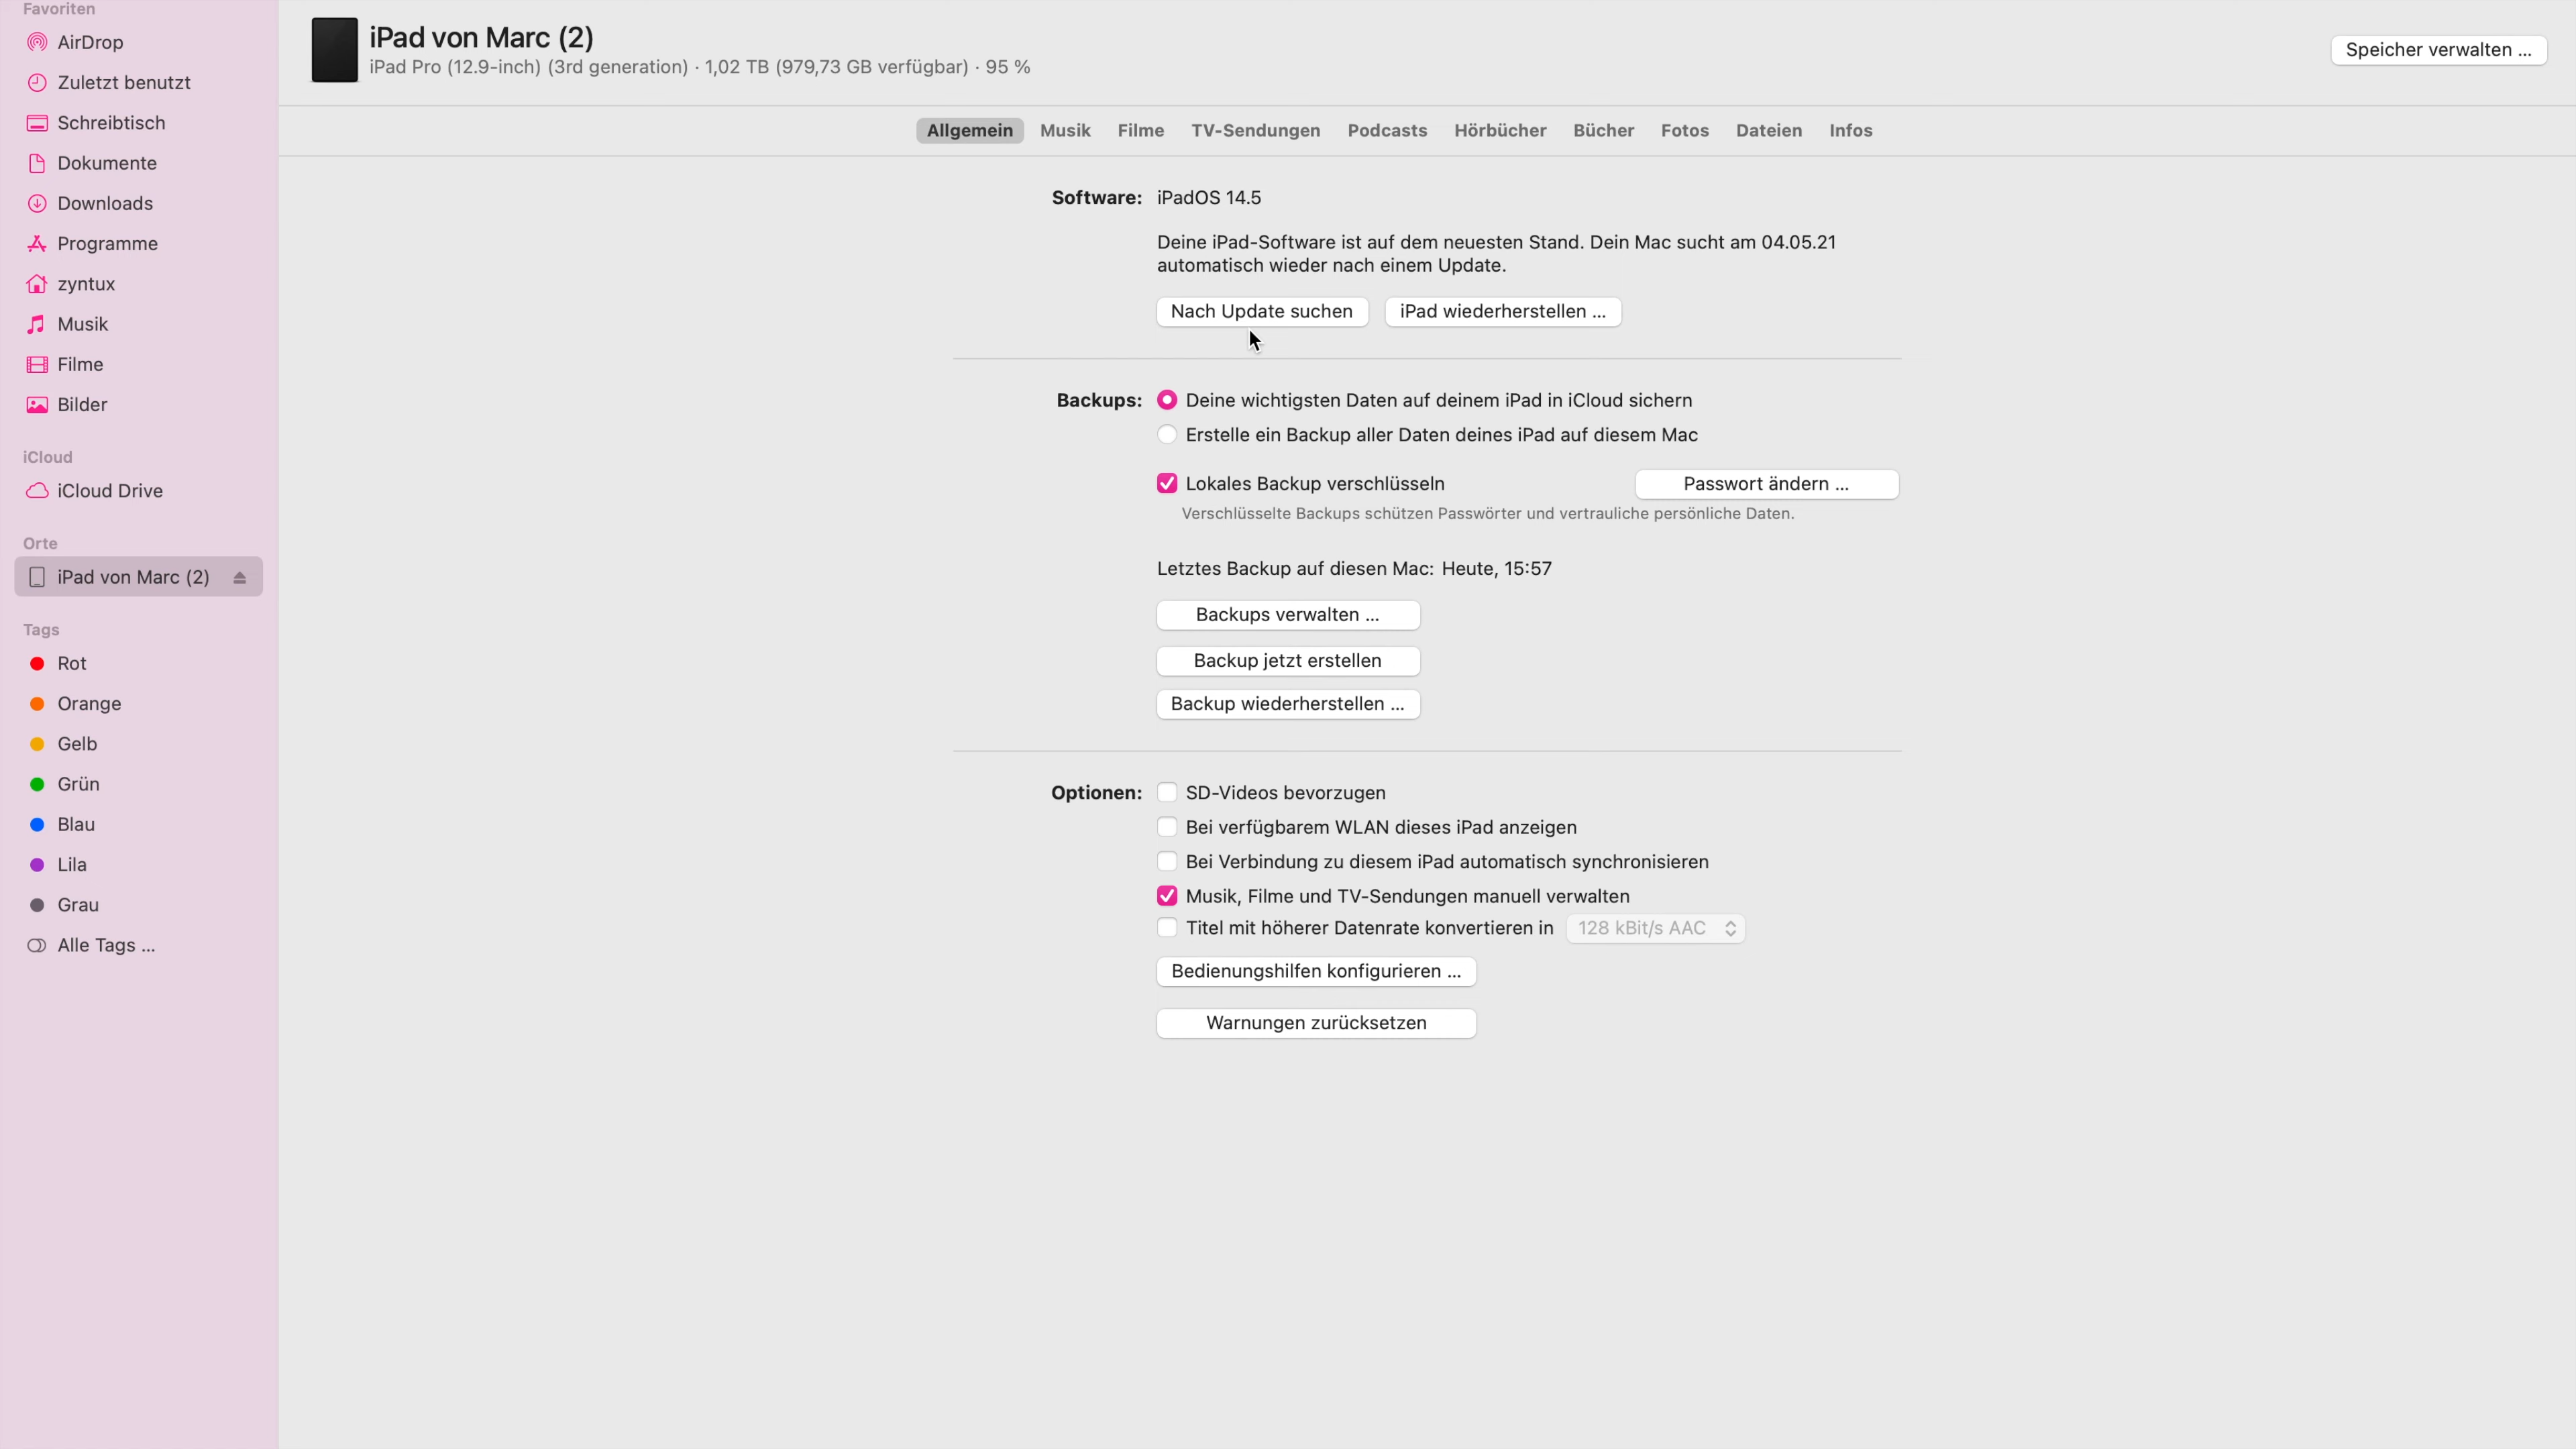 Favoriten
AirDrop
Zuletzt benutzt
Schreibtisch
Dokumente
Downloads
Programme
zyntux
Musik
Filme
Bilder
iCloud
iCloud Drive
Orte
iPad von Marc (2)
Tags
Rot
Orange
Gelb
Grün
Blau
Lila
Grau
Alle Tags ...
iPad von Marc (2)
iPad Pro (12.9-inch) (3rd generation) · 1,02 TB (979,73 GB verfügbar) · 95 %
Speicher verwalten ...
Allgemein Musik Filme TV-Sendungen Podcasts Hörbücher Bücher Fotos Dateien Infos
Software: iPadOS 14.5
Deine iPad-Software ist auf dem neuesten Stand. Dein Mac sucht am 04.05.21
automatisch wieder nach einem Update.
Nach Update suchen iPad wiederherstellen ...
Backups: Deine wichtigsten Daten auf deinem iPad in iCloud sichern
Erstelle ein Backup aller Daten deines iPad auf diesem Mac
Lokales Backup verschlüsseln Passwort ändern ...
Verschlüsselte Backups schützen Passwörter und vertrauliche persönliche Daten.
Letztes Backup auf diesen Mac: Heute, 15:57
Backups verwalten ...
Backup jetzt erstellen
Backup wiederherstellen ...
Optionen: SD-Videos bevorzugen
Bei verfügbarem WLAN dieses iPad anzeigen
Bei Verbindung zu diesem iPad automatisch synchronisieren
Musik, Filme und TV-Sendungen manuell verwalten
Titel mit höherer Datenrate konvertieren in 128 kBit/s AAC
Bedienungshilfen konfigurieren ...
Warnungen zurücksetzen